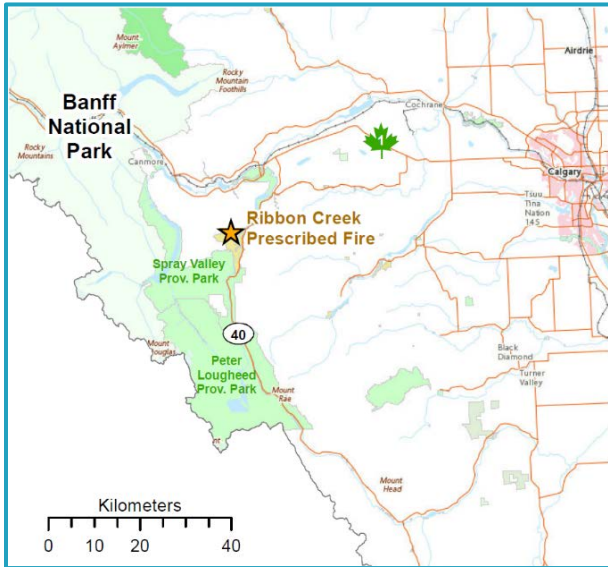 Mount
Aylmer
Airdrie
Rocky
Mountain
Foothills
Banff
National
Park
Cochrane
1
Rocky
Mountains
Canmore
Calgary
Tsuu
T'ina
Nation
145
Ribbon Creek
Prescribed Fire
Spray Valley
Prov. Park
40
Mount
Douglas
Black
Diamond
Peter
Lougheed
Prov. Park
Turner
Valley
Mount
Rae
Mount
Head
Kilometers
0 10 20 40